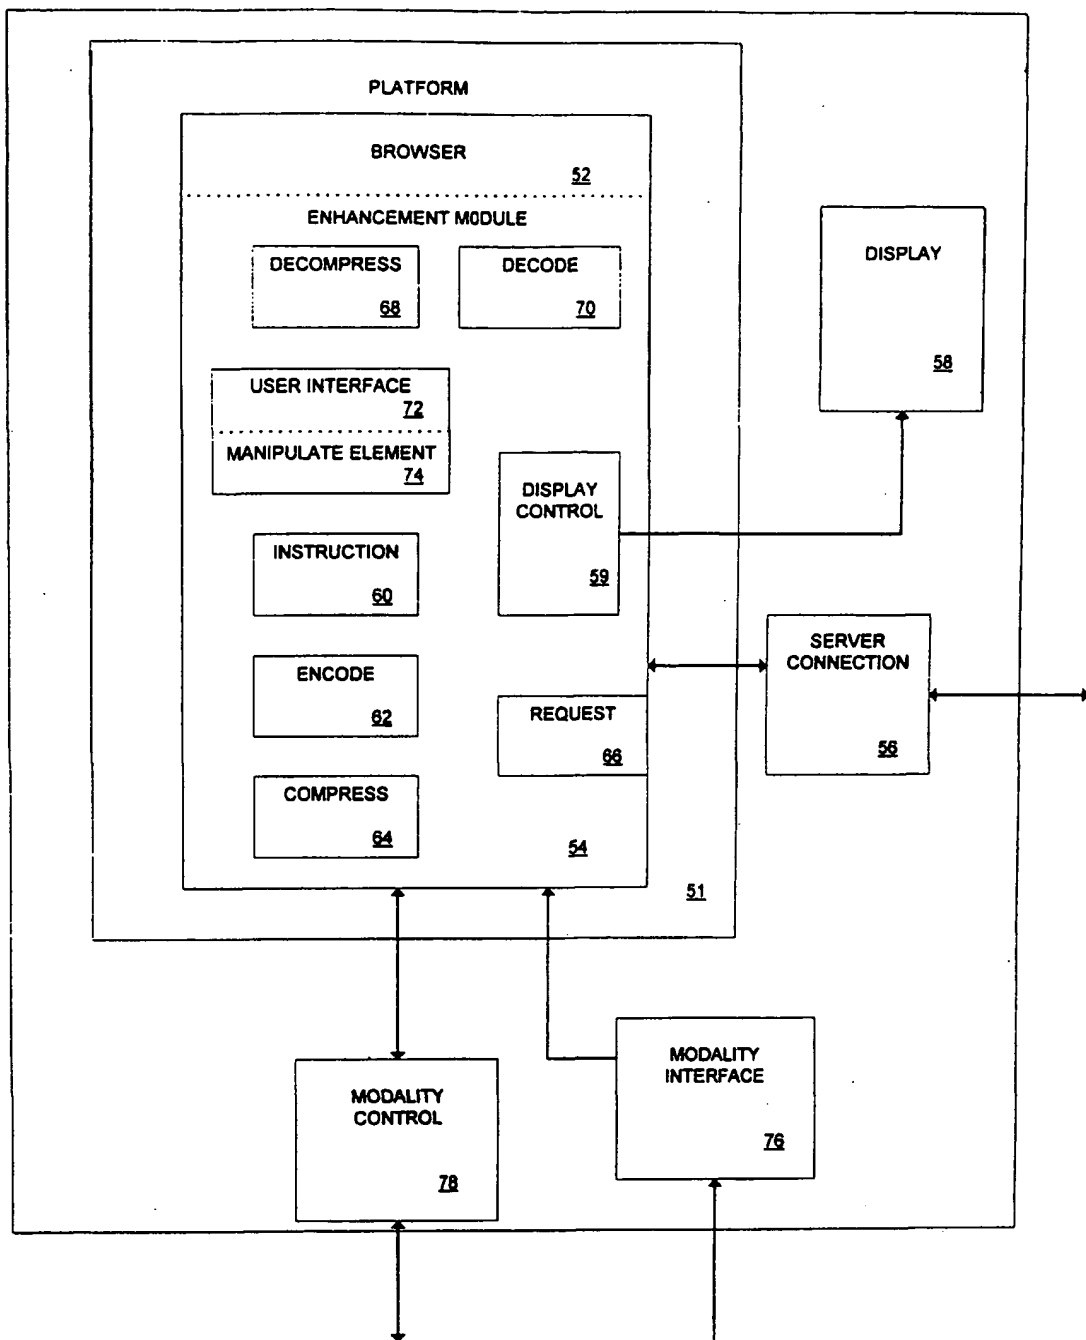 PLATFORM
BROWSER
52
ENHANCEMENT MODULE
DECOMPRESS
68
DECODE
70
DISPLAY
58
USER INTERFACE
72
MANIPULATE ELEMENT
74
DISPLAY
CONTROL
59
INSTRUCTION
60
SERVER
CONNECTION
56
ENCODE
62
REQUEST
66
COMPRESS
64
54
51
MODALITY
CONTROL
78
MODALITY
INTERFACE
76